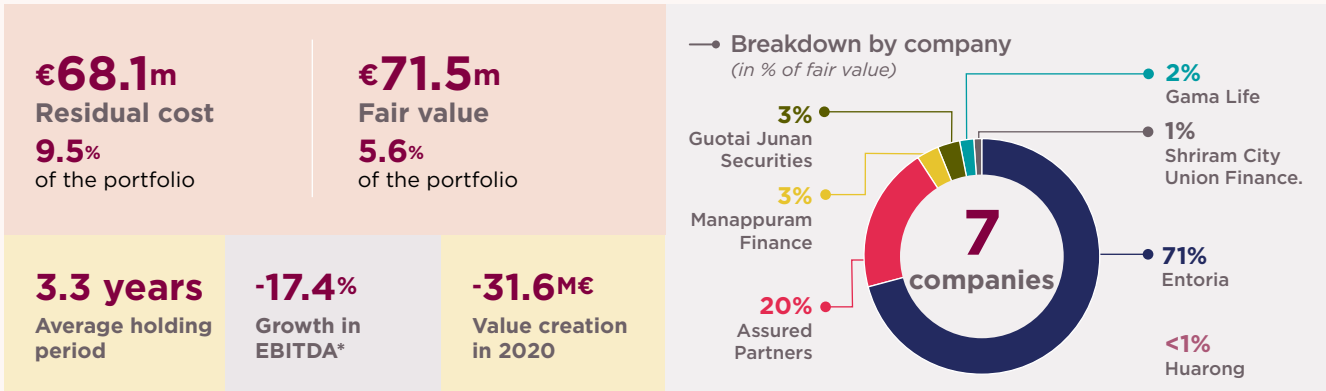 €68.1m
Residual cost
9.5%
of the portfolio
€71.5m
Fair value
5.6%
of the portfolio
3.3 years
Average holding
period
-17.4%
Growth in
EBITDA*
-31.6M€
Value creation
in 2020
Breakdown by company
(in % of fair value)
3%
Guotai Junan
Securities
3%
Manappuram
Finance
20%
Assured
Partners
7
companies
2%
Gama Life
1%
Shriram City
Union Finance.
71%
Entoria
<1%
Huarong